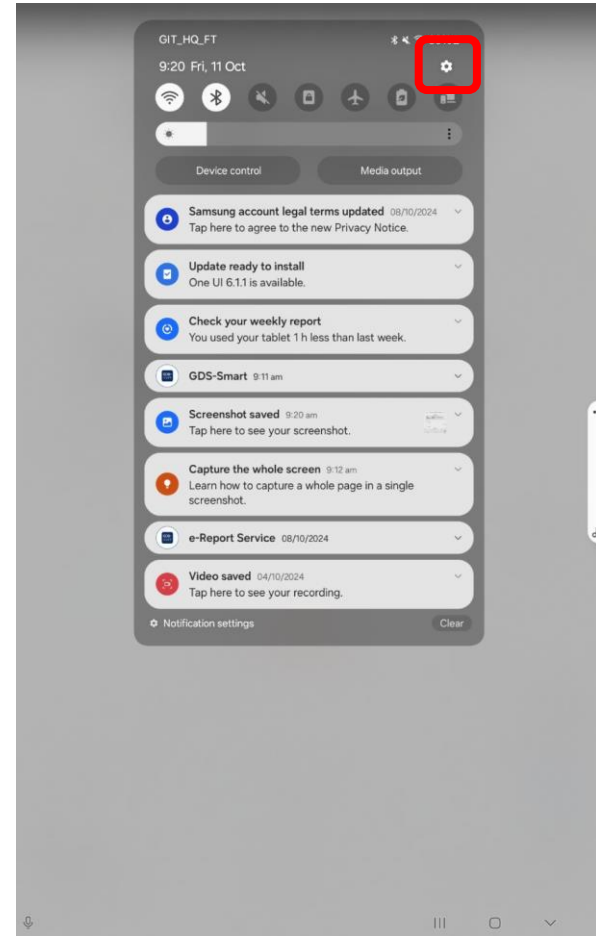 GIT_HQ_FT
9:20 Fri, 11 Oct
Device control Media output
Samsung account legal terms updated 08/10/2024
Tap here to agree to the new Privacy Notice.
Update ready to install
One UI 6.1.1 is available.
Check your weekly report
You used your tablet 1 h less than last week.
GDS-Smart 9:11 am
Screenshot saved 9:20 am
Tap here to see your screenshot.
Capture the whole screen 9:12 am
Learn how to capture a whole page in a single
screenshot.
e-Report Service 08/10/2024
Video saved 04/10/2024
Tap here to see your recording.
Notification settings Clear